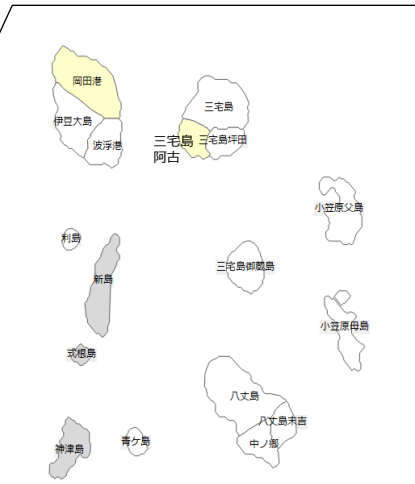 岡田港
伊豆大島
波浮港
三宅島
三宅島
阿古
三宅島坪田
小笠原父島
利島
新島
三宅島御蔵島
式根島
小笠原母島
八丈島
八丈島末吉
中ノ郷
神津島
青ケ島